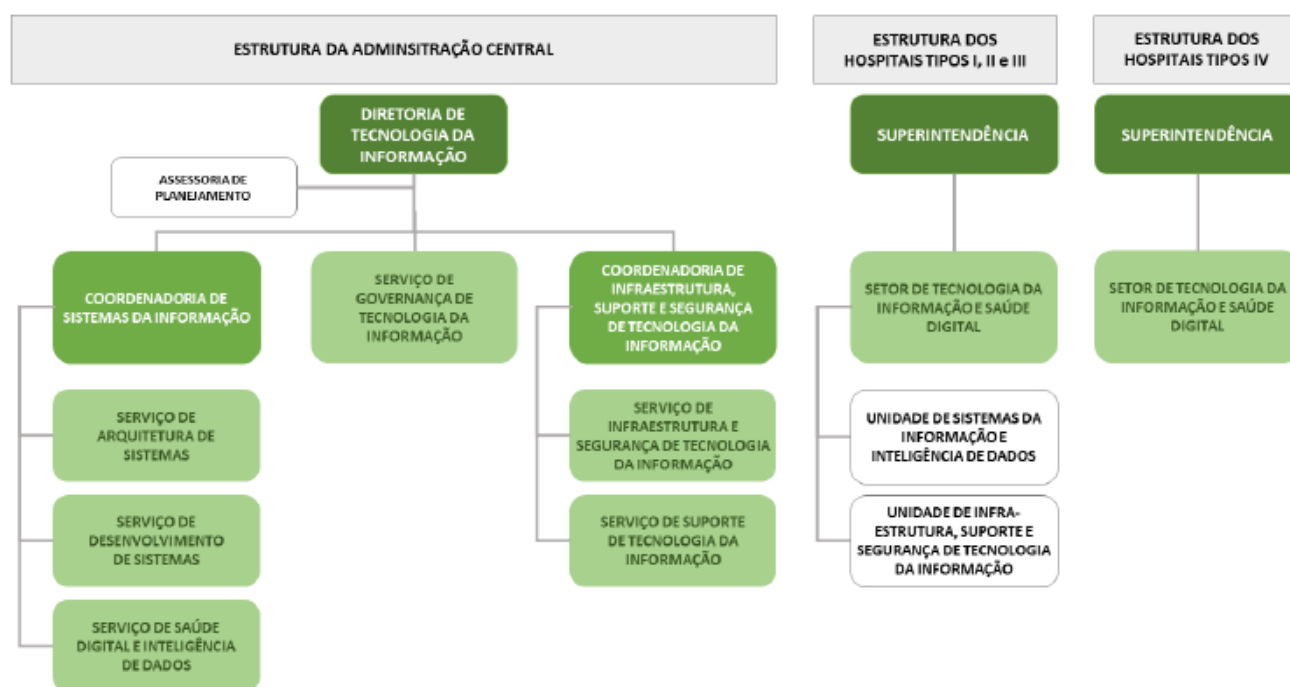 ESTRUTURA DA ADMINSITRAÇÃO CENTRAL
DIRETORIA DE
TECNOLOGIA DA
INFORMAÇÃO
ASSESSORIA DE
PLANEJAMENTO
COORDENADORIA DE
SISTEMAS DA INFORMAÇÃO
SERVIÇO DE
ARQUITETURA DE
SISTEMAS
SERVIÇO DE
DESENVOLVIMENTO
DE SISTEMAS
SERVIÇO DE SAÚDE
DIGITAL E INTELIGÊNCIA
DE DADOS
SERVIÇO DE
GOVERNANÇA DE
TECNOLOGIA DA
INFORMAÇÃO
COORDENADORIA DE
INFRAESTRUTURA,
SUPORTE E SEGURANÇA
DE TECNOLOGIA DA
INFORMAÇÃO
SERVIÇO DE
INFRAESTRUTURA E
SEGURANÇA DE TECNOLOGIA
DA INFORMAÇÃO
SERVIÇO DE SUPORTE
DE TECNOLOGIA DA
INFORMAÇÃO
ESTRUTURA DOS
HOSPITAIS TIPOS I, II e III
SUPERINTENDÊNCIA
SETOR DE TECNOLOGIA DA
INFORMAÇÃO E SAÚDE
DIGITAL
UNIDADE DE SISTEMAS DA
INFORMAÇÃO E
INTELIGÊNCIA DE DADOS
UNIDADE DE INFRA-
ESTRUTURA, SUPORTE E
SEGURANÇA DE TECNOLOGIA
DA INFORMAÇÃO
ESTRUTURA DOS
HOSPITAIS TIPOS IV
SUPERINTENDÊNCIA
SETOR DE TECNOLOGIA DA
INFORMAÇÃO E SAÚDE
DIGITAL